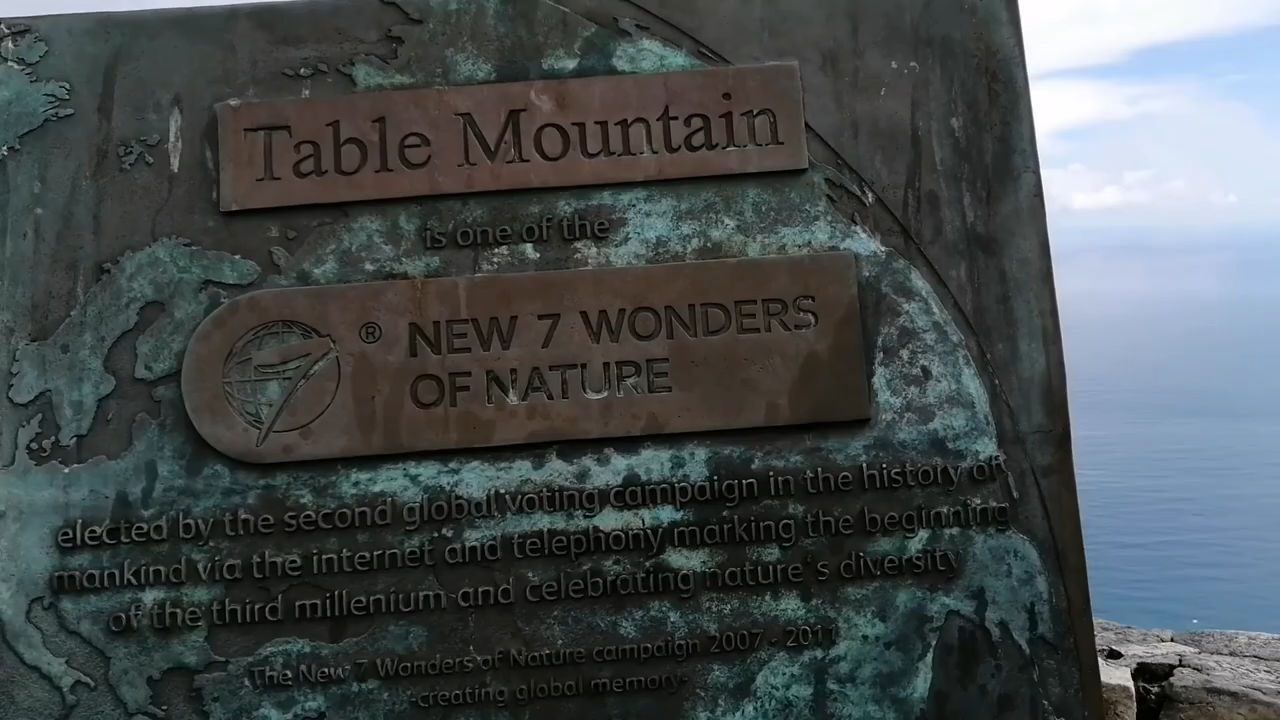 Table Mountain
is one of the
® NEW 7 WONDERS
OF NATURE
elected by the second global voting campaign in the history of
mankind via the internet and telephony marking the beginning
of the third millenium and celebrating nature's diversity
The New 7 Wonders of Nature campaign 2007 - 2011
-creating global memory-